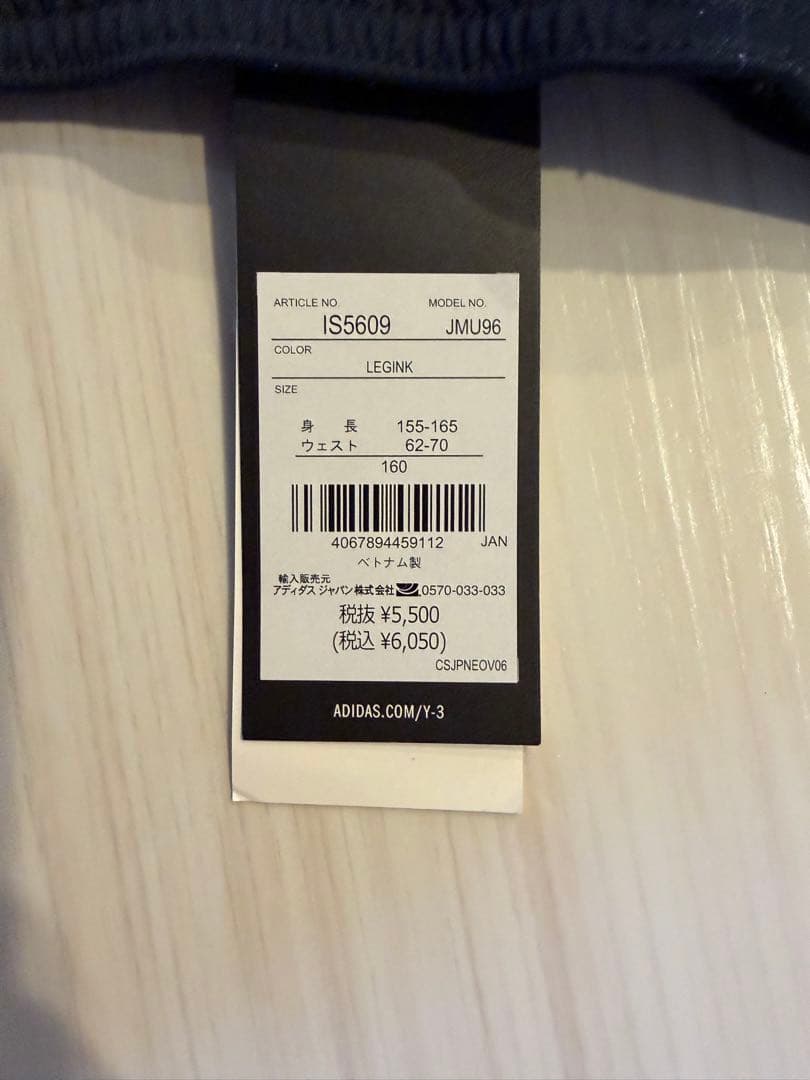 ARTICLE NO. MODEL NO.
IS5609 JMU96
COLOR
LEGINK
SIZE
身 長 155-165
ウェスト 62-70
160
4067894459112 JAN
ベトナム製
輸入販売元
アディダス ジャパン株式会社 0570-033-033
税抜 ¥5,500
(税込 ¥6,050)
CSJPNEOV06
ADIDAS.COM/Y-3